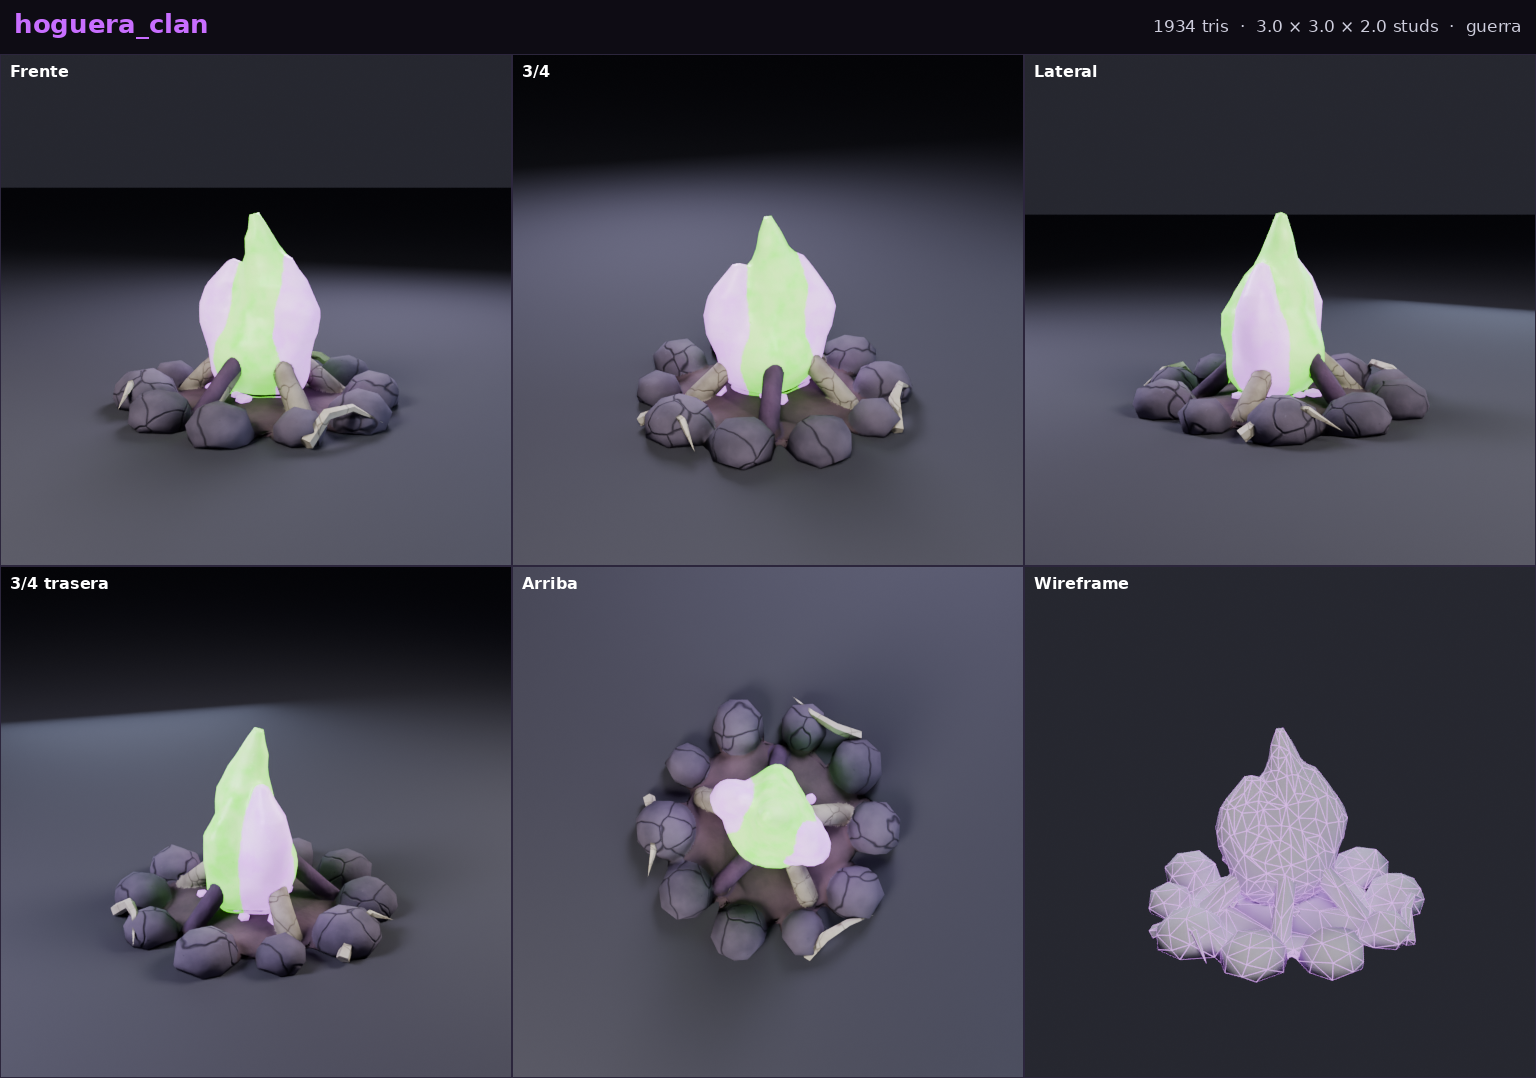 hoguera_clan
1934 tris · 3.0 × 3.0 × 2.0 studs · guerra
Frente
3/4
Lateral
3/4 trasera
Arriba
Wireframe